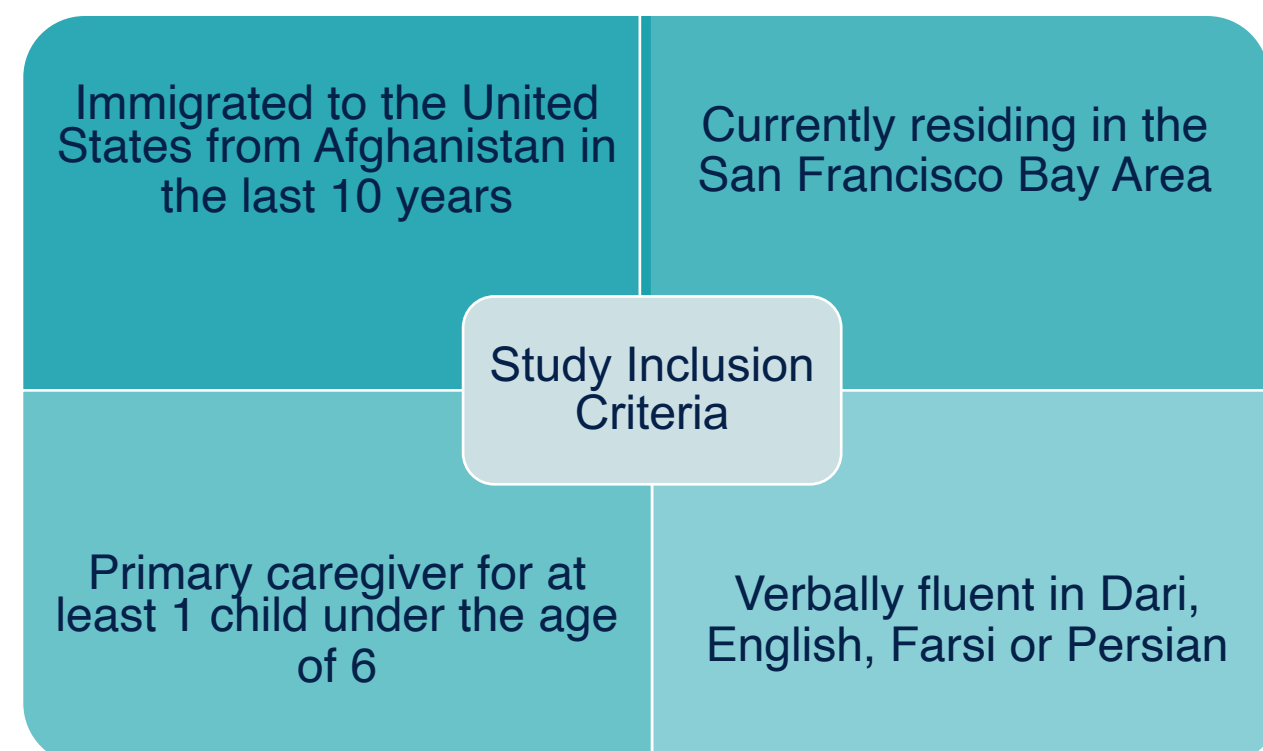 Immigrated to the United
States from Afghanistan in
the last 10 years
Currently residing in the
San Francisco Bay Area
Study Inclusion
Criteria
Primary caregiver for at
least 1 child under the age
of 6
Verbally fluent in Dari,
English, Farsi or Persian